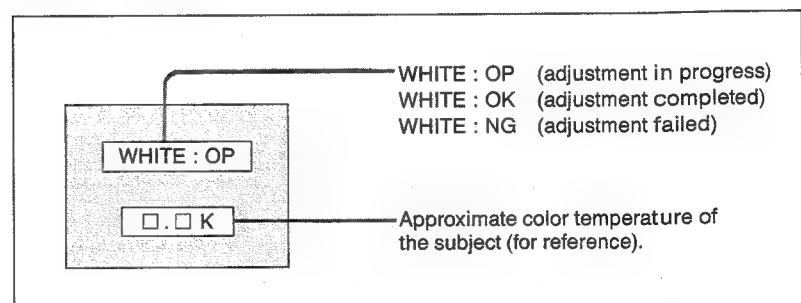 WHITE : OP (adjustment in progress)
WHITE : OK (adjustment completed)
WHITE : NG (adjustment failed)
WHITE : OP
□.□ K
Approximate color temperature of
the subject (for reference).